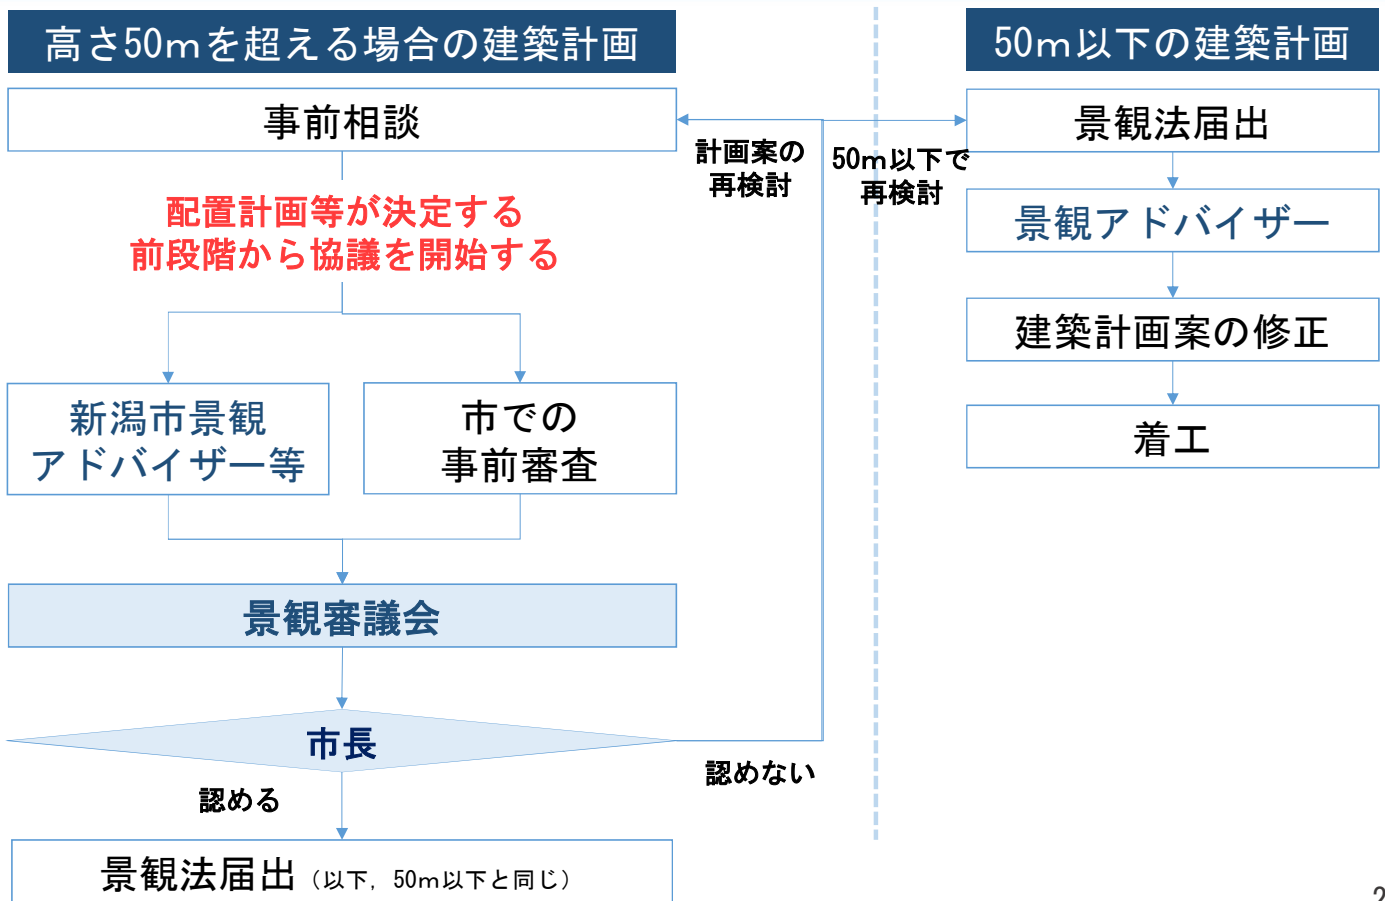 高さ50mを超える場合の建築計画
事前相談
配置計画等が決定する
前段階から協議を開始する
新潟市景観
アドバイザー等
市での
事前審査
景観審議会
市長
認める
認めない
景観法届出（以下，50m以下と同じ）
計画案の
再検討
50m以下で
再検討
50m以下の建築計画
景観法届出
景観アドバイザー
建築計画案の修正
着工
2